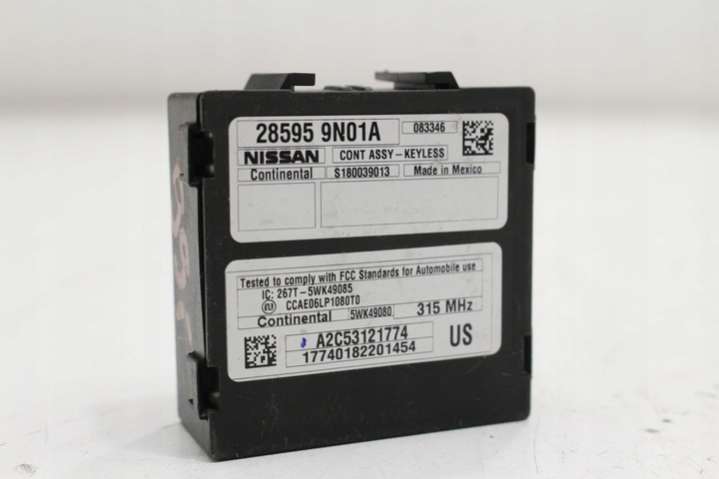 28595 9N01A 083346
NISSAN CONT ASSY-KEYLESS
Continental S180039013 Made in Mexico
Tested to comply with FCC Standards for Automobile use
IC: 267T-5WK49085
CCAE06LP1080T0
Continental 5WK49080 315 MHz
A2C53121774 US
17740182201454